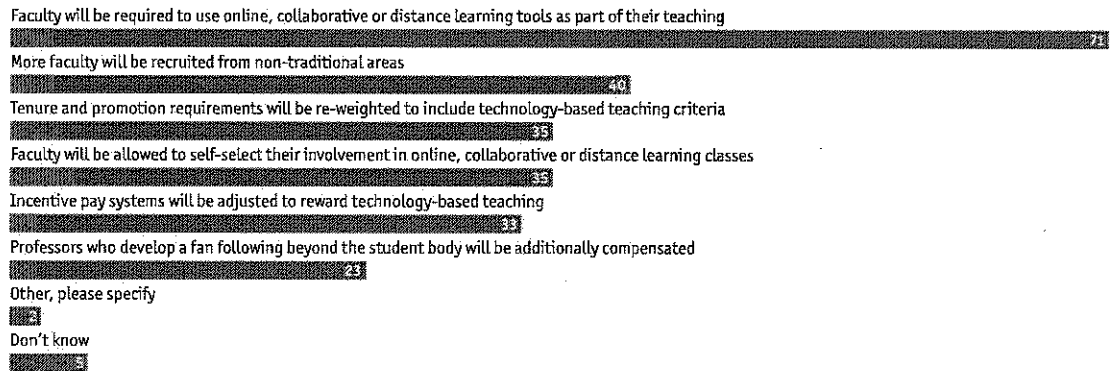 Faculty will be required to use online, collaborative or distance learning tools as part of their teaching
71
More faculty will be recruited from non-traditional areas
40
Tenure and promotion requirements will be re-weighted to include technology-based teaching criteria
35
Faculty will be allowed to self-select their involvement in online, collaborative or distance learning classes
35
Incentive pay systems will be adjusted to reward technology-based teaching
33
Professors who develop a fan following beyond the student body will be additionally compensated
23
Other, please specify
2
Don't know
5